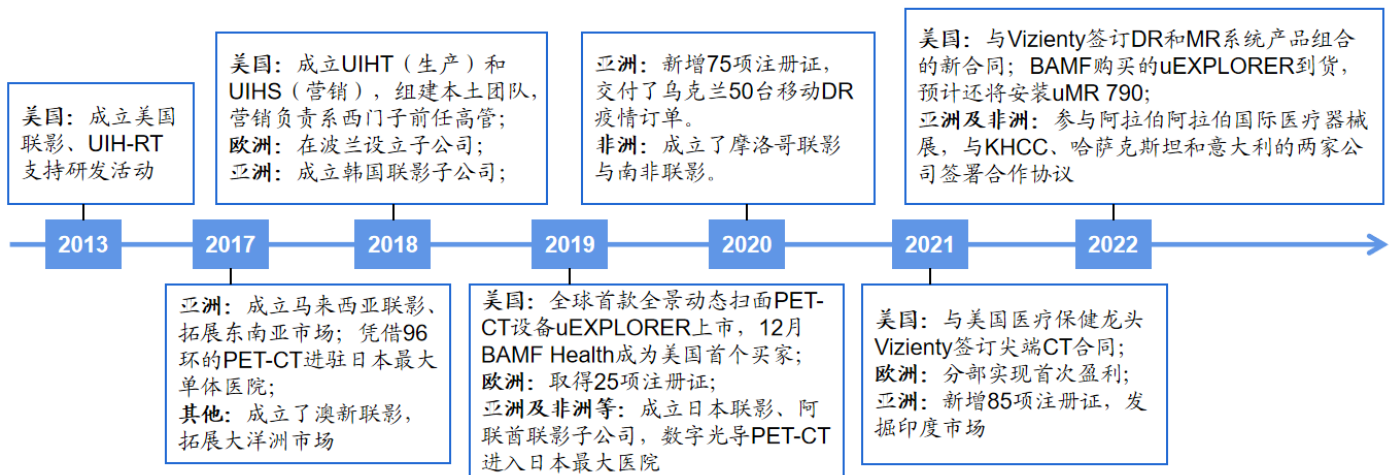 美国：成立美国
联影、UIH-RT
支持研发活动
美国：成立UIHT（生产）和
UIHS（营销），组建本土团队，
营销负责系西门子前任高管；
欧洲：在波兰设立子公司；
亚洲：成立韩国联影子公司；
亚洲：新增75项注册证，
交付了乌克兰50台移动DR
疫情订单。
非洲：成立了摩洛哥联影
与南非联影。
美国：与Vizienty签订DR和MR系统产品组合
的新合同；BAMF购买的uEXPLORER到货，
预计还将安装uMR 790；
亚洲及非洲：参与阿拉伯阿拉伯国际医疗器械
展，与KHCC、哈萨克斯坦和意大利的两家公
司签署合作协议
2013
2017
2018
2019
2020
2021
2022
亚洲：成立马来西亚联影、
拓展东南亚市场；凭借96
环的PET-CT进驻日本最大
单体医院；
其他：成立了澳新联影，
拓展大洋洲市场
美国：全球首款全景动态扫面PET-
CT设备uEXPLORER上市，12月
BAMF Health成为美国首个买家；
欧洲：取得25项注册证；
亚洲及非洲等：成立日本联影、阿
联酋联影子公司，数字光导PET-CT
进入日本最大医院
美国：与美国医疗保健龙头
Vizienty签订尖端CT合同；
欧洲：分部实现首次盈利；
亚洲：新增85项注册证，发
掘印度市场